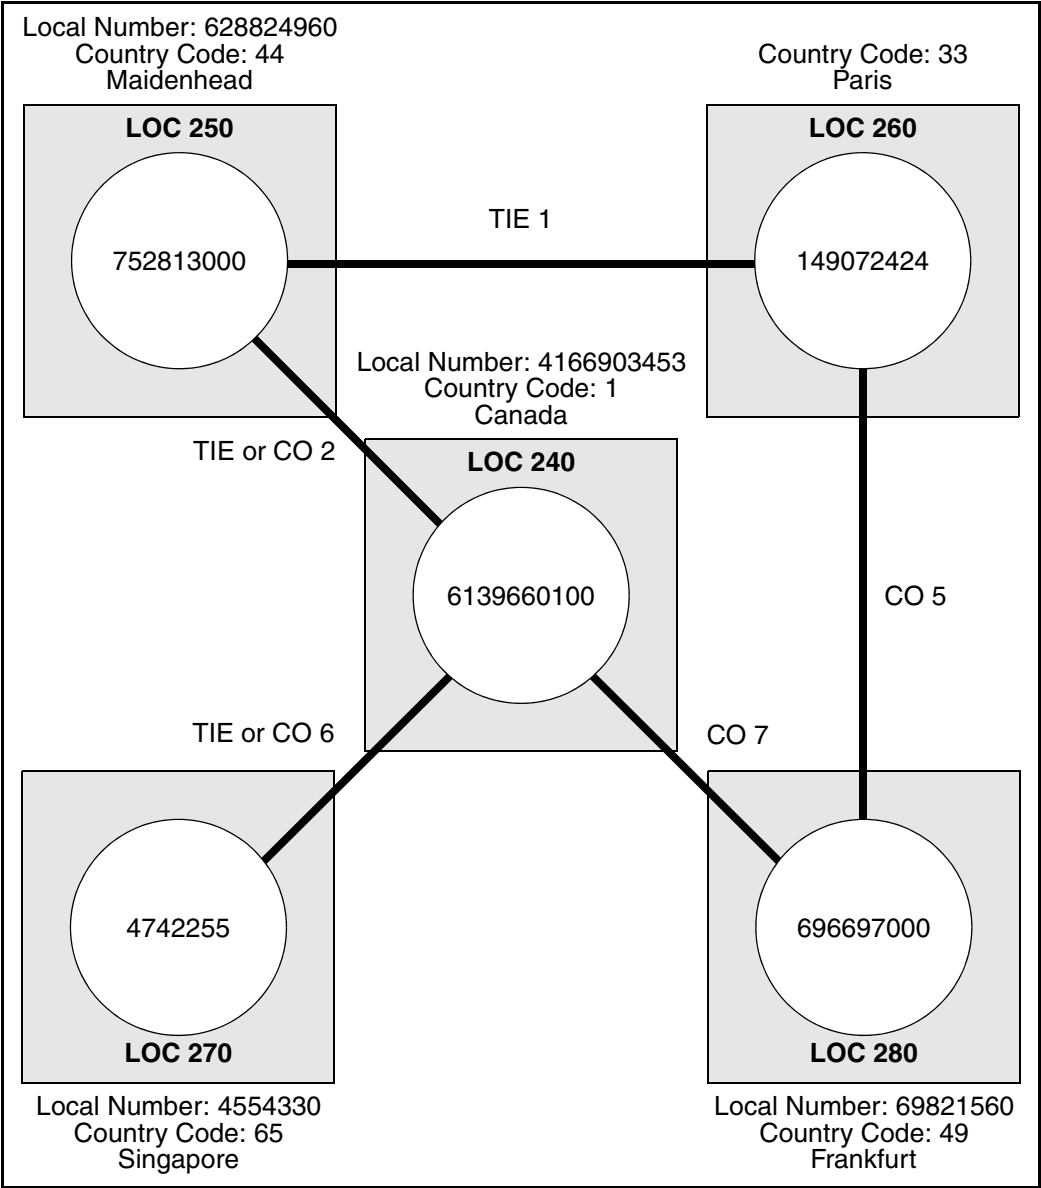 Local Number: 628824960
Country Code: 44
Maidenhead
LOC 250
752813000
Country Code: 33
Paris
LOC 260
149072424
TIE 1
Local Number: 4166903453
Country Code: 1
Canada
LOC 240
6139660100
TIE or CO 2
CO 5
TIE or CO 6
CO 7
4742255
LOC 270
Local Number: 4554330
Country Code: 65
Singapore
696697000
LOC 280
Local Number: 69821560
Country Code: 49
Frankfurt